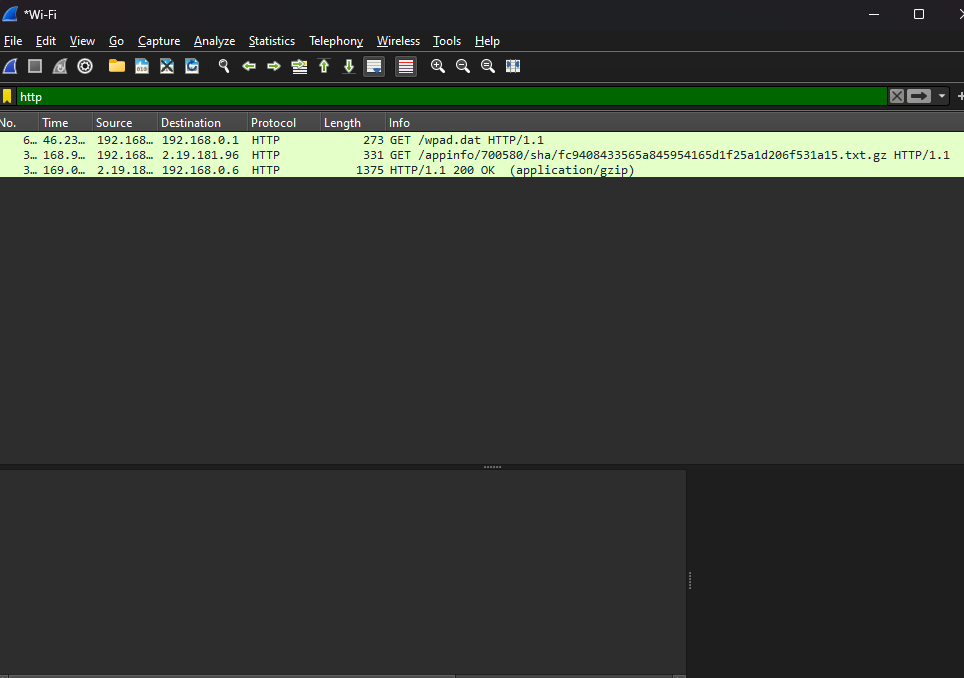 *Wi-Fi
File Edit View Go Capture Analyze Statistics Telephony Wireless Tools Help
http
No. Time Source Destination Protocol Length Info
6… 46.23… 192.168… 192.168.0.1 HTTP 273 GET /wpad.dat HTTP/1.1
3… 168.9… 192.168… 2.19.181.96 HTTP 331 GET /appinfo/700580/sha/fc9408433565a845954165d1f25a1d206f531a15.txt.gz HTTP/1.1
3… 169.0… 2.19.18… 192.168.0.6 HTTP 1375 HTTP/1.1 200 OK (application/gzip)